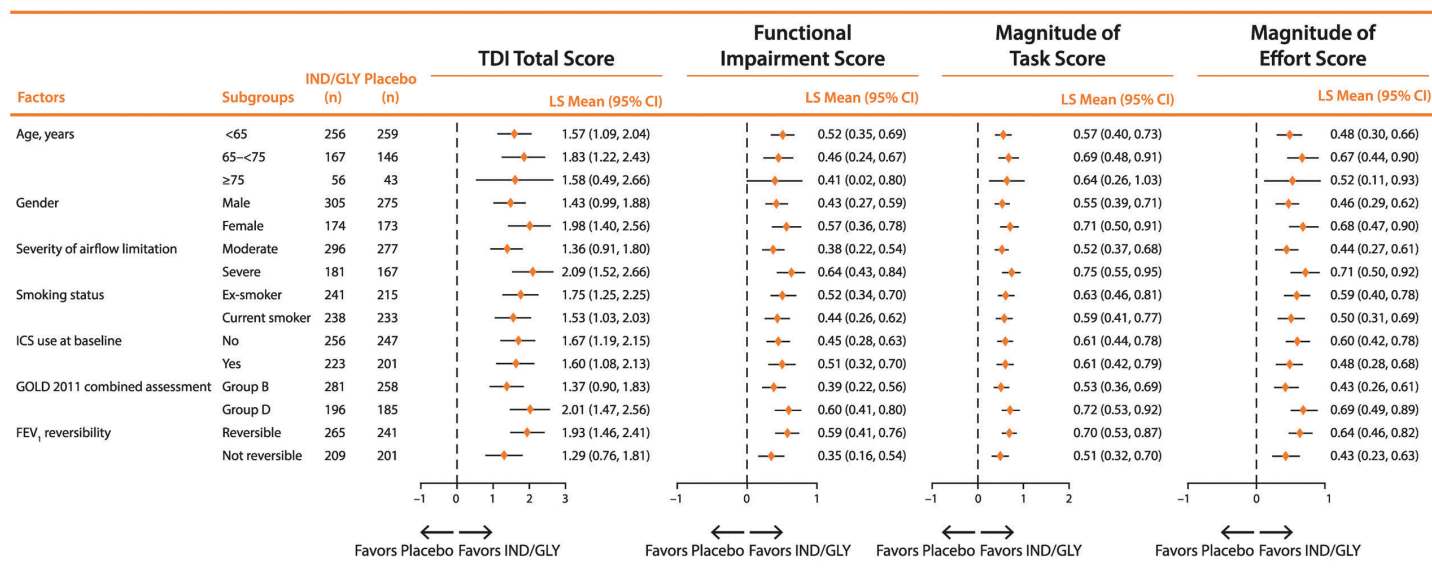 TDI Total Score
Functional
Impairment Score
Magnitude of
Task Score
Magnitude of
Effort Score
Factors Subgroups IND/GLY (n) Placebo (n) LS Mean (95% CI) LS Mean (95% CI) LS Mean (95% CI) LS Mean (95% CI)
Age, years <65 256 259 1.57 (1.09, 2.04) 0.52 (0.35, 0.69) 0.57 (0.40, 0.73) 0.48 (0.30, 0.66)
65–<75 167 146 1.83 (1.22, 2.43) 0.46 (0.24, 0.67) 0.69 (0.48, 0.91) 0.67 (0.44, 0.90)
≥75 56 43 1.58 (0.49, 2.66) 0.41 (0.02, 0.80) 0.64 (0.26, 1.03) 0.52 (0.11, 0.93)
Gender Male 305 275 1.43 (0.99, 1.88) 0.43 (0.27, 0.59) 0.55 (0.39, 0.71) 0.46 (0.29, 0.62)
Female 174 173 1.98 (1.40, 2.56) 0.57 (0.36, 0.78) 0.71 (0.50, 0.91) 0.68 (0.47, 0.90)
Severity of airflow limitation Moderate 296 277 1.36 (0.91, 1.80) 0.38 (0.22, 0.54) 0.52 (0.37, 0.68) 0.44 (0.27, 0.61)
Severe 181 167 2.09 (1.52, 2.66) 0.64 (0.43, 0.84) 0.75 (0.55, 0.95) 0.71 (0.50, 0.92)
Smoking status Ex-smoker 241 215 1.75 (1.25, 2.25) 0.52 (0.34, 0.70) 0.63 (0.46, 0.81) 0.59 (0.40, 0.78)
Current smoker 238 233 1.53 (1.03, 2.03) 0.44 (0.26, 0.62) 0.59 (0.41, 0.77) 0.50 (0.31, 0.69)
ICS use at baseline No 256 247 1.67 (1.19, 2.15) 0.45 (0.28, 0.63) 0.61 (0.44, 0.78) 0.60 (0.42, 0.78)
Yes 223 201 1.60 (1.08, 2.13) 0.51 (0.32, 0.70) 0.61 (0.42, 0.79) 0.48 (0.28, 0.68)
GOLD 2011 combined assessment Group B 281 258 1.37 (0.90, 1.83) 0.39 (0.22, 0.56) 0.53 (0.36, 0.69) 0.43 (0.26, 0.61)
Group D 196 185 2.01 (1.47, 2.56) 0.60 (0.41, 0.80) 0.72 (0.53, 0.92) 0.69 (0.49, 0.89)
FEV1 reversibility Reversible 265 241 1.93 (1.46, 2.41) 0.59 (0.41, 0.76) 0.70 (0.53, 0.87) 0.64 (0.46, 0.82)
Not reversible 209 201 1.29 (0.76, 1.81) 0.35 (0.16, 0.54) 0.51 (0.32, 0.70) 0.43 (0.23, 0.63)
–1 0 1 2 3 –1 0 1 –1 0 1 2 –1 0 1
Favors Placebo Favors IND/GLY Favors Placebo Favors IND/GLY Favors Placebo Favors IND/GLY Favors Placebo Favors IND/GLY